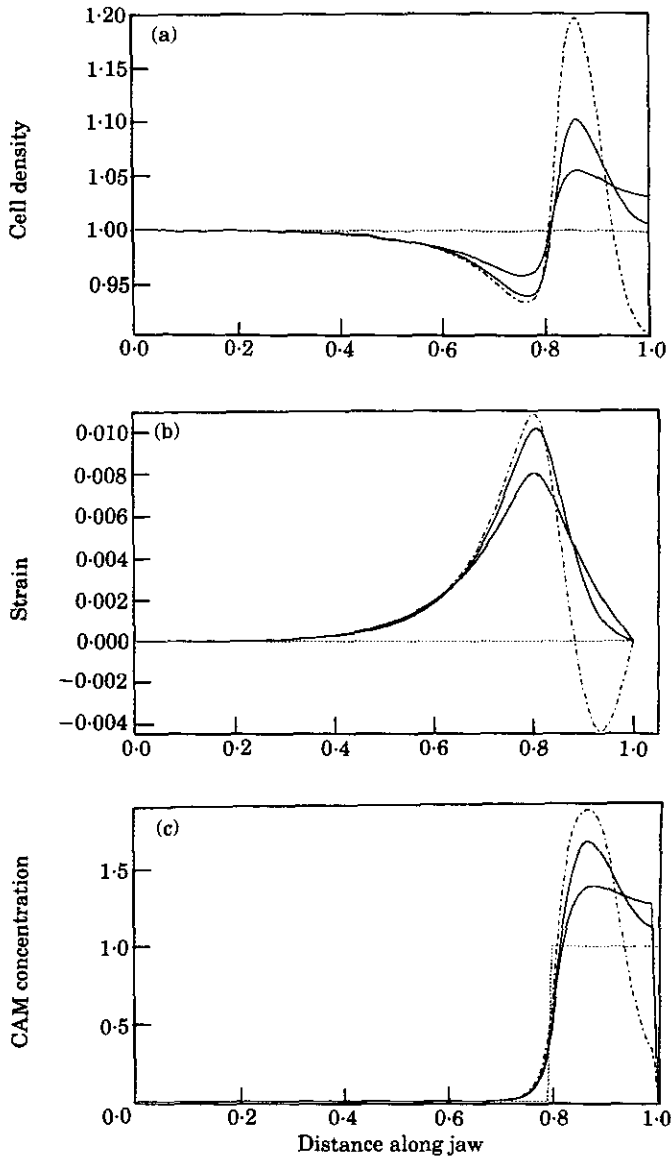 (a)
Cell density
1·20
1·10
1·05
1·00
0·95
0·0 0·2 0·4 0·6 0·8 1·0
(b)
Strain
0·010
0·008
0·006
0·004
0·002
0·000
−0·002
−0·004
0·0 0·2 0·4 0·6 0·8 1·0
(c)
CAM concentration
1·5
1·0
0·5
0·0 0·2 0·4 0·6 0·8 1·0
Distance along jaw